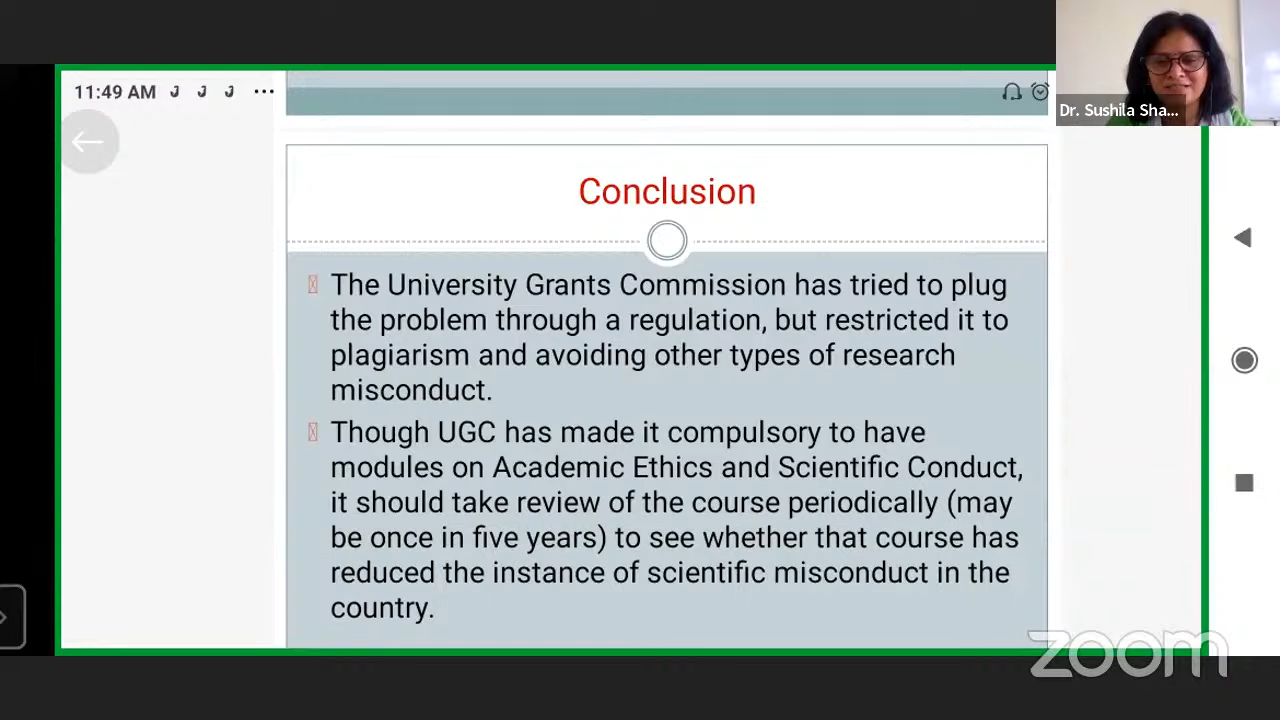 11:49 AM
Dr. Sushila Sha...
Conclusion
The University Grants Commission has tried to plug
the problem through a regulation, but restricted it to
plagiarism and avoiding other types of research
misconduct.
Though UGC has made it compulsory to have
modules on Academic Ethics and Scientific Conduct,
it should take review of the course periodically (may
be once in five years) to see whether that course has
reduced the instance of scientific misconduct in the
country.
zoom